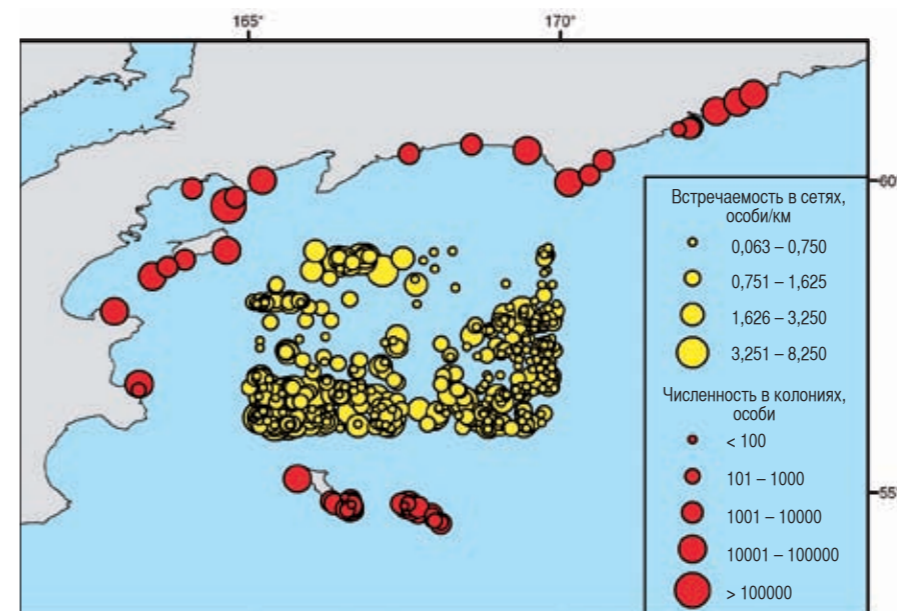 165°
170°
60°
55°
Встречаемость в сетях,
особи/км
0,063 – 0,750
0,751 – 1,625
1,626 – 3,250
3,251 – 8,250
Численность в колониях,
особи
< 100
101 – 1000
1001 – 10000
10001 – 100000
> 100000